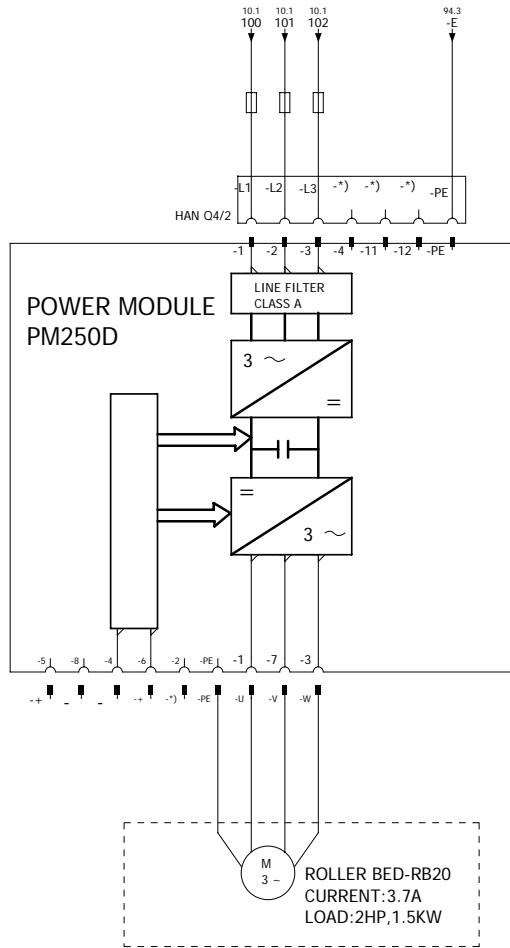 10.1 10.1 10.1 94.3
100 101 102 -E
-L1 -L2 -L3 -*) -*) -*) -PE
HAN Q4/2
-1 -2 -3 -4 -11 -12 -PE
LINE FILTER
CLASS A
POWER MODULE
PM250D
3 ~
=
=
3 ~
-5 -8 -4 -6 -2 -PE -1 -7 -3
-+ - - -+ -*) -PE -U -V -W
M
3 ~
ROLLER BED-RB20
CURRENT:3.7A
LOAD:2HP,1.5KW